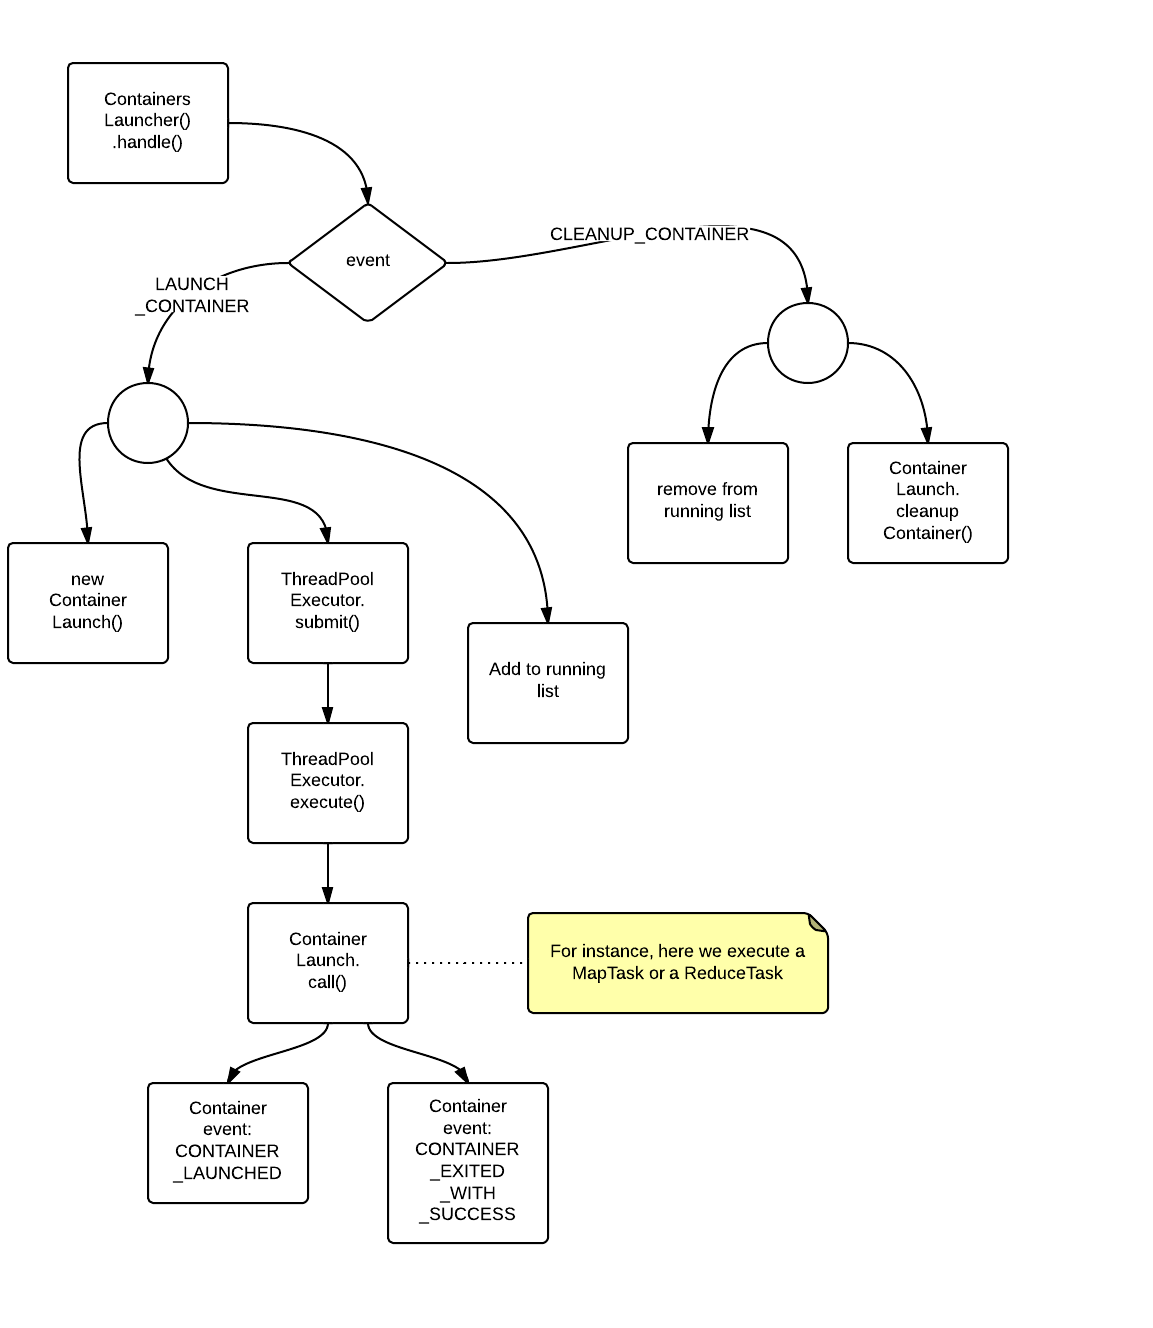 Containers
Launcher()
.handle()
event
CLEANUP_CONTAINER
LAUNCH
_CONTAINER
remove from
running list
Container
Launch.
cleanup
Container()
new
Container
Launch()
ThreadPool
Executor.
submit()
Add to running
list
ThreadPool
Executor.
execute()
Container
Launch.
call()
For instance, here we execute a
MapTask or a ReduceTask
Container
event:
CONTAINER
_LAUNCHED
Container
event:
CONTAINER
_EXITED
_WITH
_SUCCESS